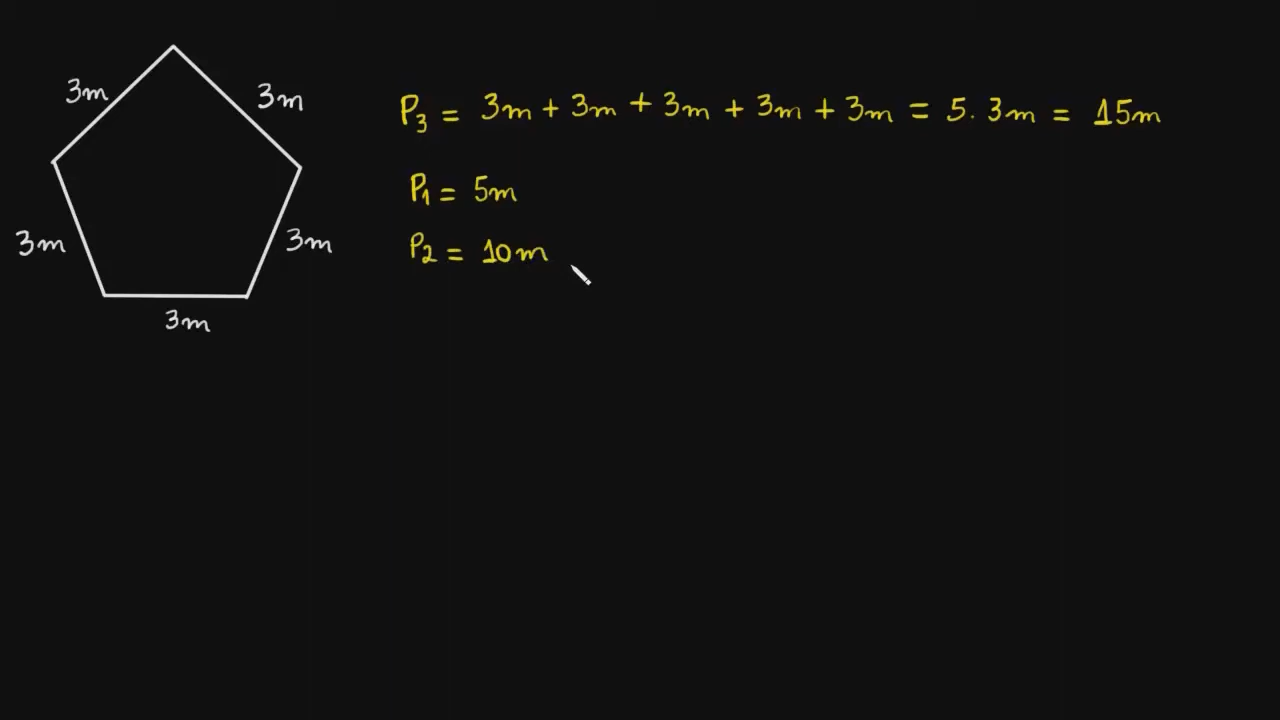 3m
3m
P3 = 3m + 3m + 3m + 3m + 3m = 5. 3m = 15m
P1 = 5m
3m
3m
P2 = 10m
3m